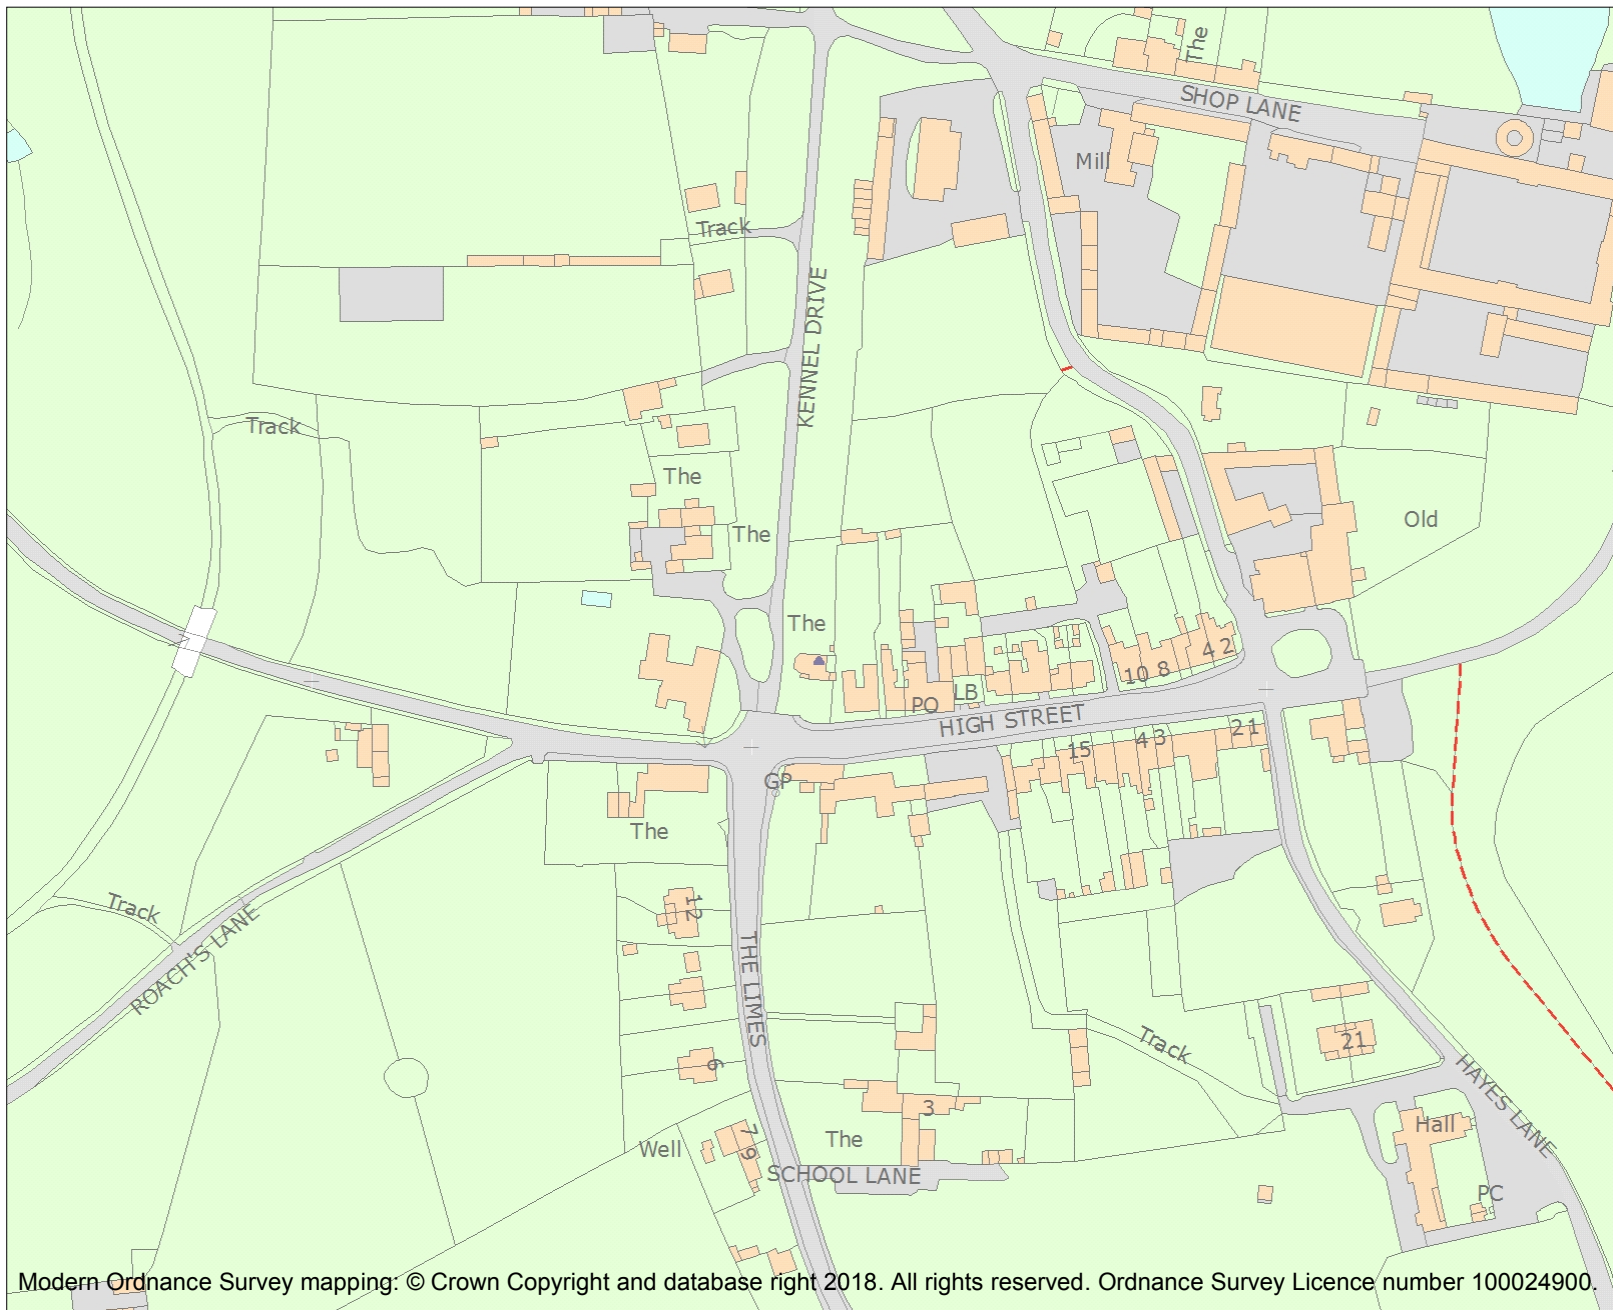 The
SHOP LANE
Mill
Track
KENNEL DRIVE
Track
The
Old
The
The
4 2
10 8
LB
PO
HIGH STREET
2 1
15
4 3
GP
The
12
Track
ROACH'S LANE
THE LIMES
Track
21
6
HAYES LANE
3
Hall
7
9
Well
The
SCHOOL LANE
PC
Modern Ordnance Survey mapping: © Crown Copyright and database right 2018. All rights reserved. Ordnance Survey Licence number 100024900.